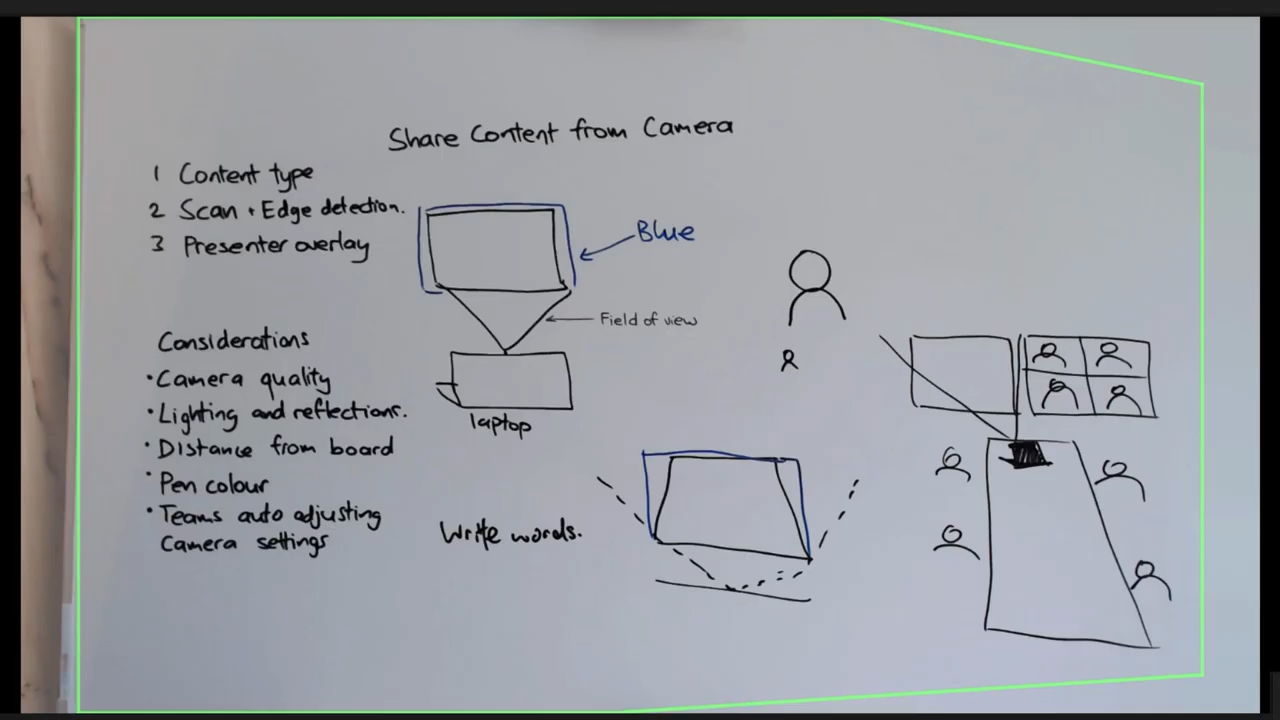 Share Content from Camera
1 Content type
2 Scan + Edge detection.
3 Presenter overlay
Blue
Field of view
laptop
Considerations
• Camera quality
• Lighting and reflections.
• Distance from board
• Pen colour
• Teams auto adjusting
Camera settings
Write words.